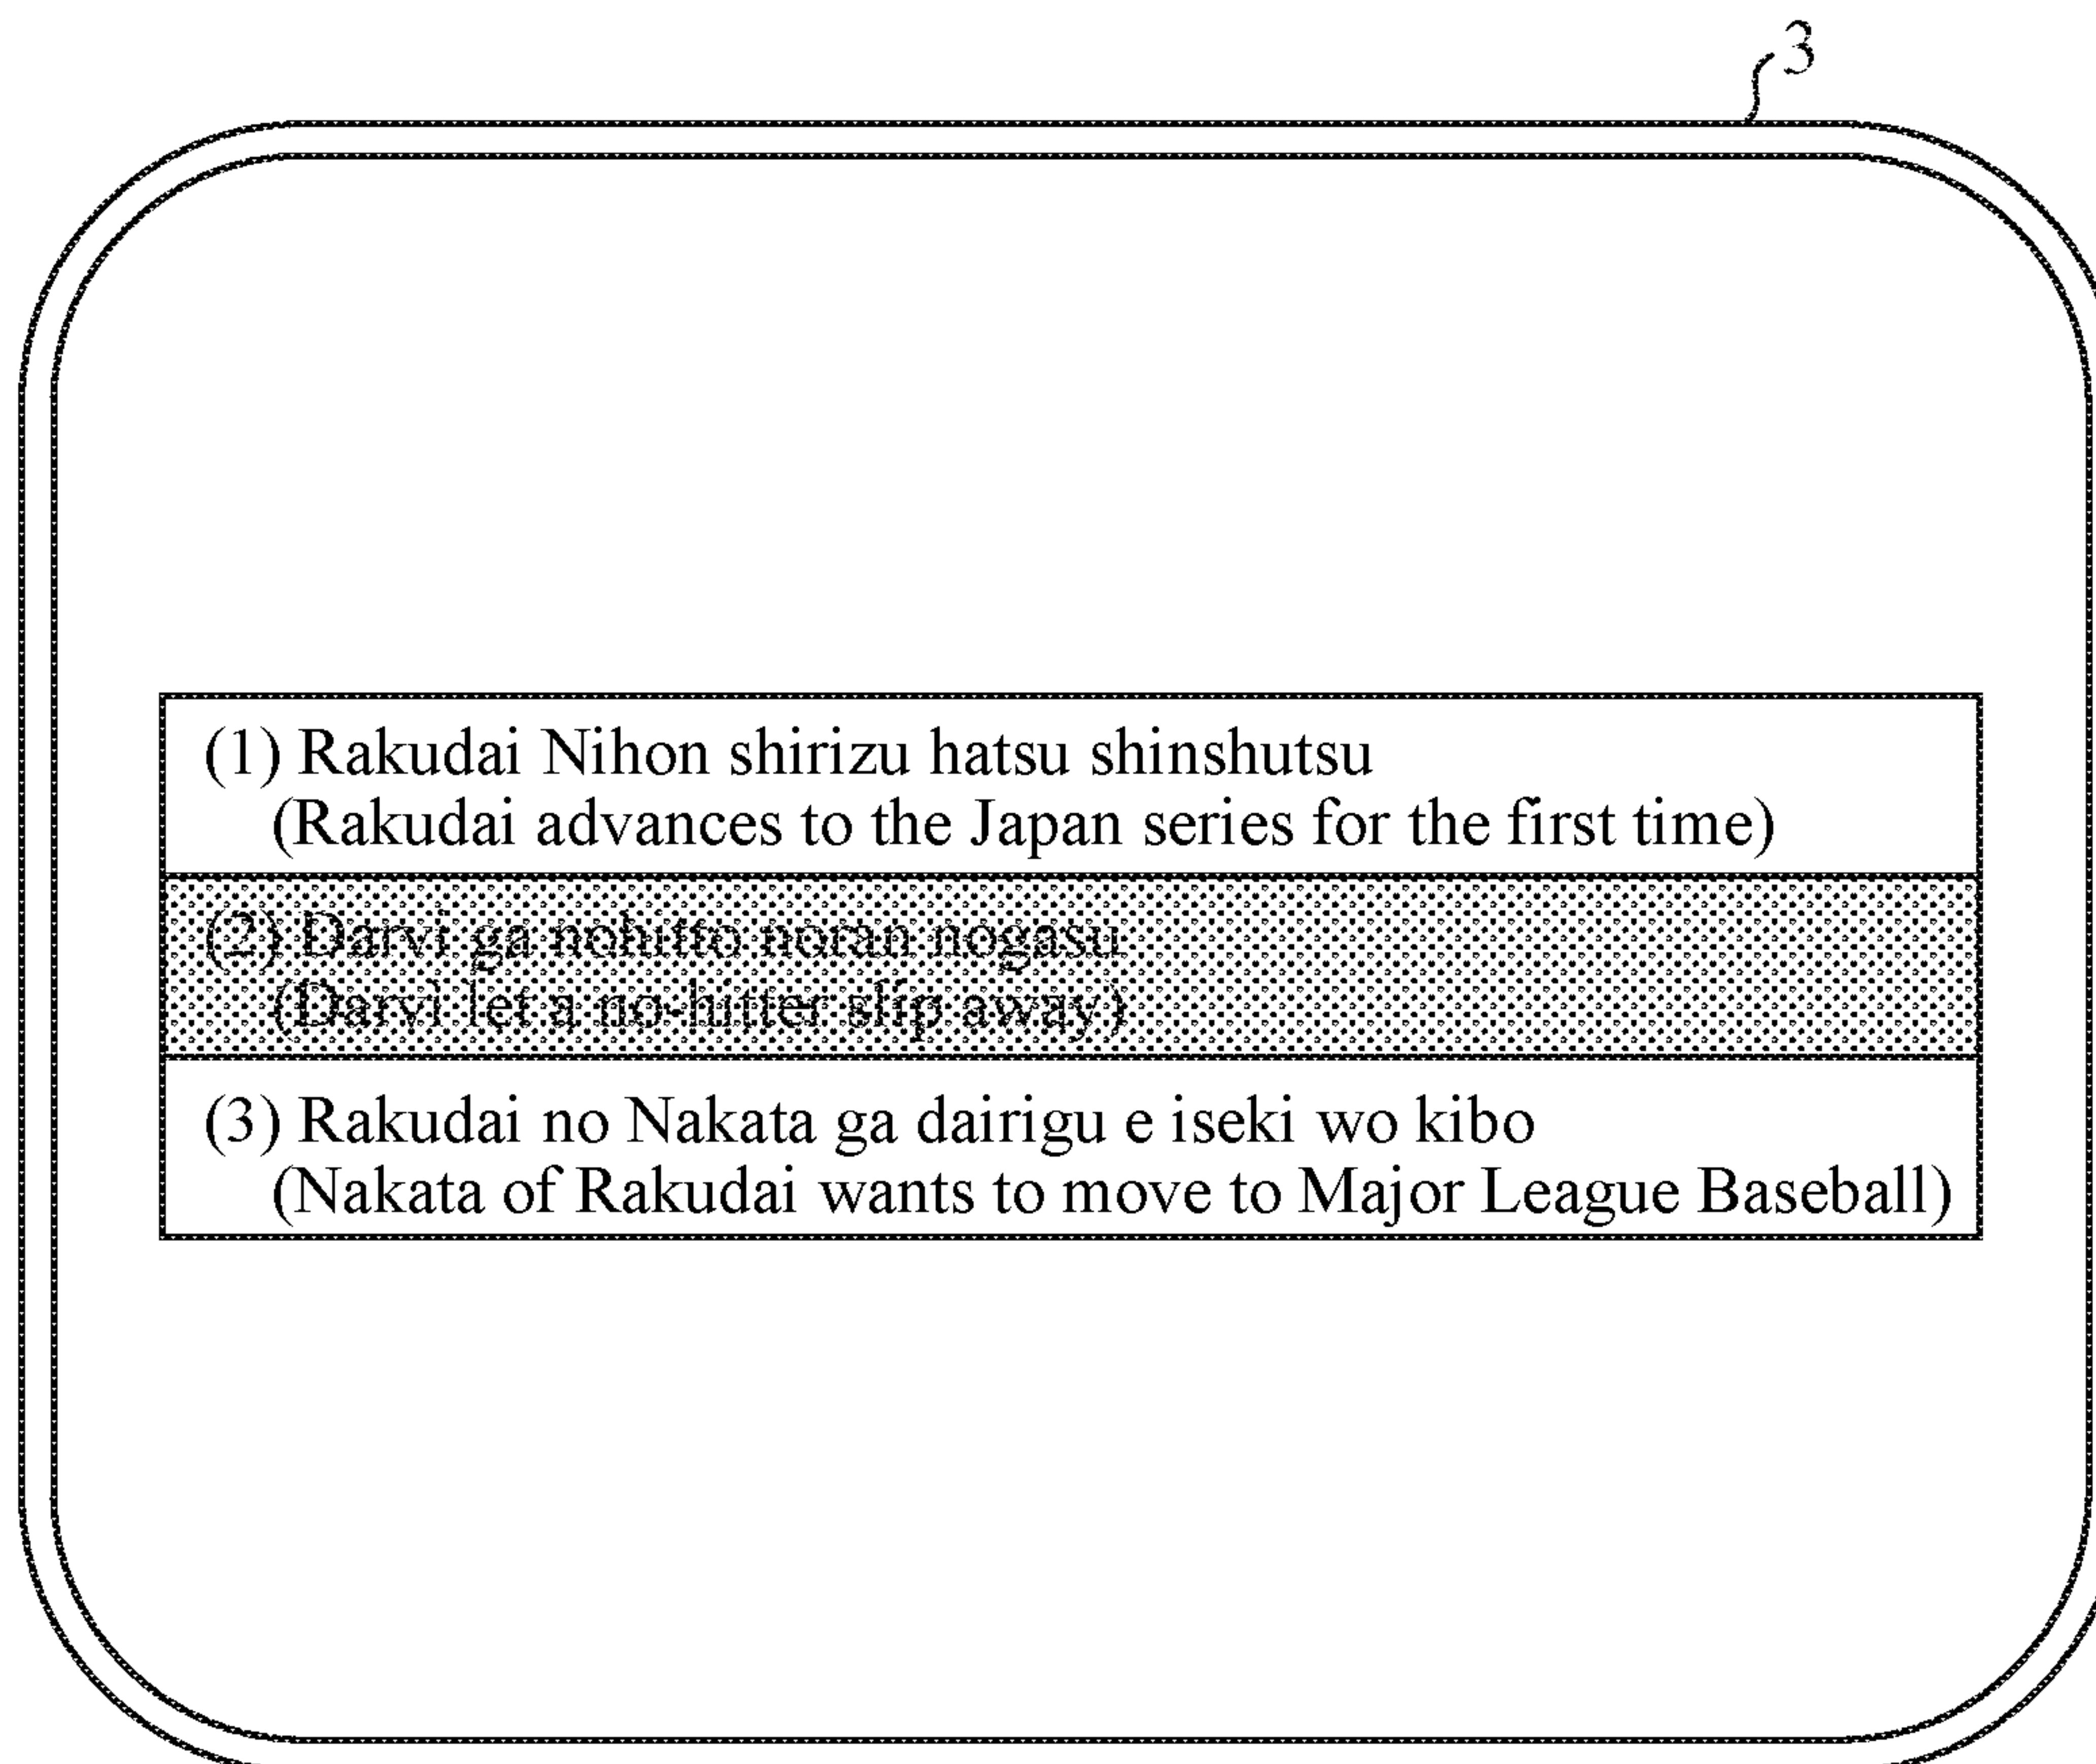 3
(1) Rakudai Nihon shirizu hatsu shinshutsu
(Rakudai advances to the Japan series for the first time)
(2) Darvi ga nohitto noran nogasu
(Darvi let a no-hitter slip away)
(3) Rakudai no Nakata ga dairigu e iseki wo kibo
(Nakata of Rakudai wants to move to Major League Baseball)